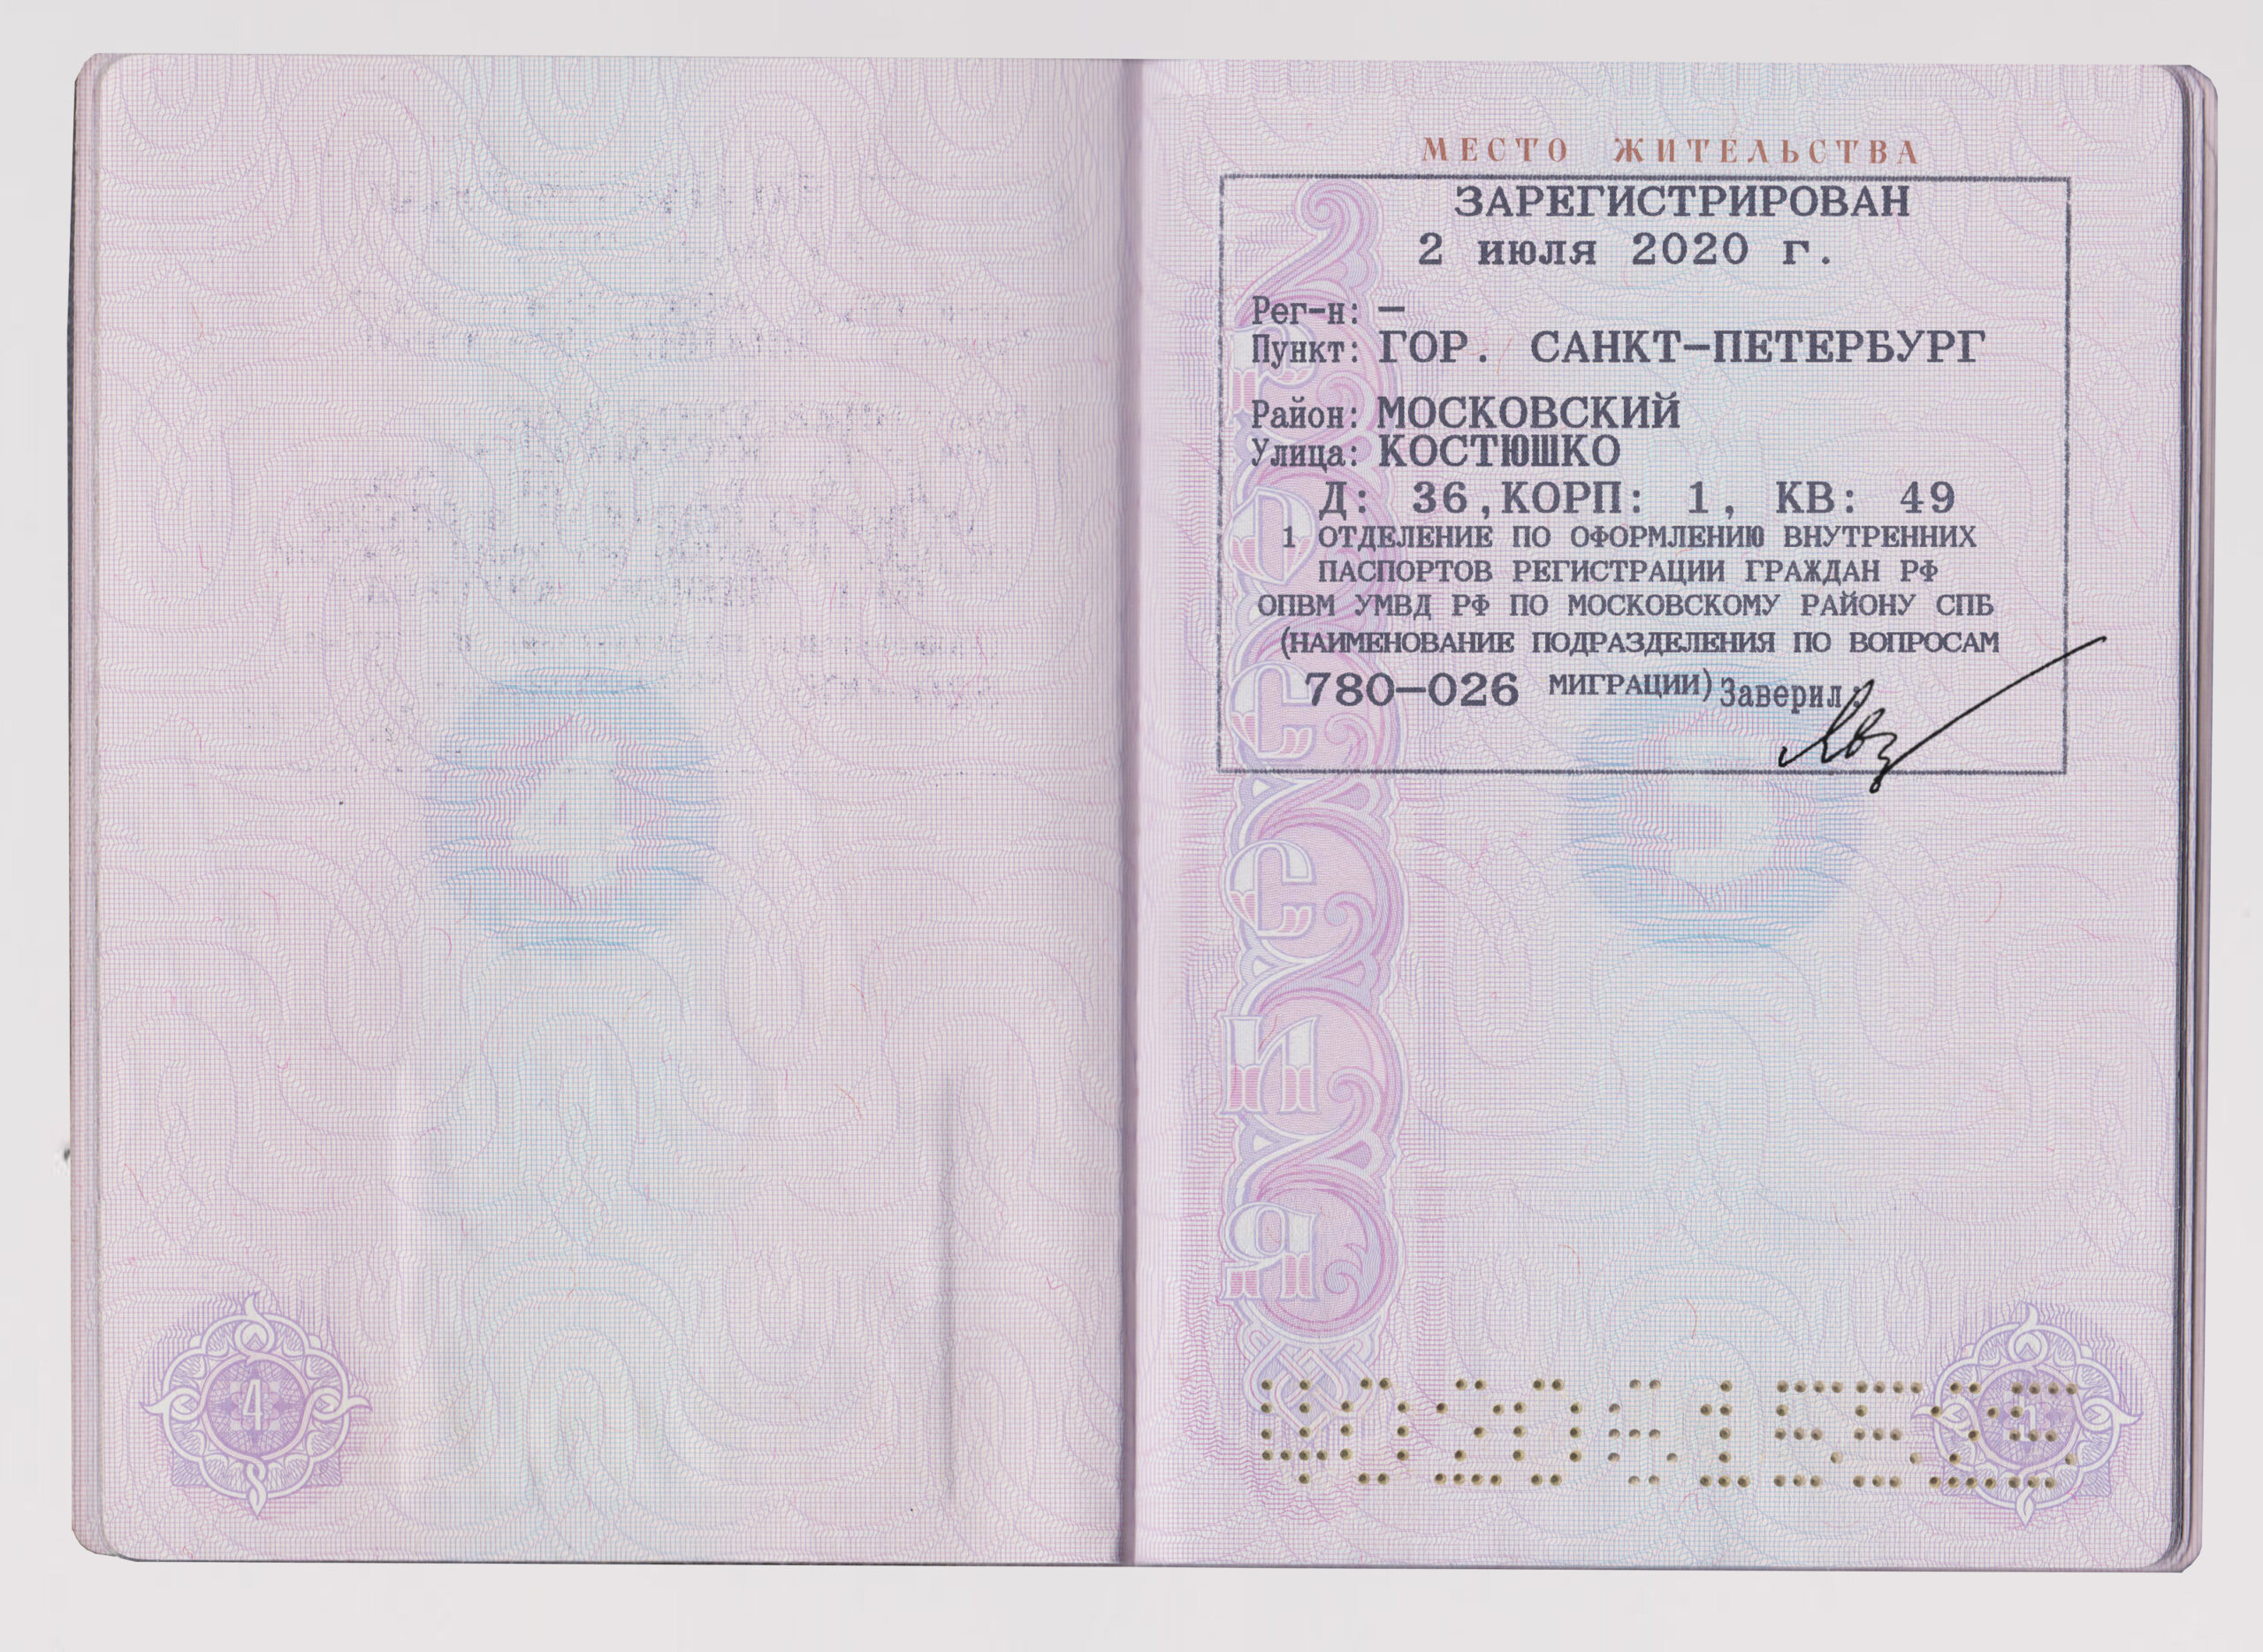 МЕСТО ЖИТЕЛЬСТВА
ЗАРЕГИСТРИРОВАН
2 июля 2020 г.
Рег-н: –
Пункт: ГОР. САНКТ-ПЕТЕРБУРГ
Район: МОСКОВСКИЙ
Улица: КОСТЮШКО
Д: 36,КОРП: 1, КВ: 49
1 ОТДЕЛЕНИЕ ПО ОФОРМЛЕНИЮ ВНУТРЕННИХ
ПАСПОРТОВ РЕГИСТРАЦИИ ГРАЖДАН РФ
ОПВМ УМВД РФ ПО МОСКОВСКОМУ РАЙОНУ СПБ
(НАИМЕНОВАНИЕ ПОДРАЗДЕЛЕНИЯ ПО ВОПРОСАМ
780-026 МИГРАЦИИ) Заверил:
РОССИЯ
4